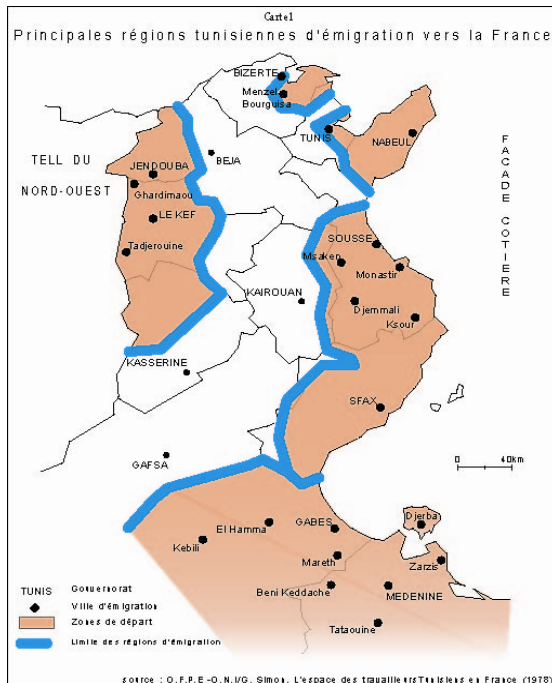 Carte1
Principales régions tunisiennes d'émigration vers la France
BIZERTE
Menzel
Bourguisa
TUNIS
NABEUL
FAÇADE COTIERE
TELL DU
NORD-OUEST
BEJA
JENDOUBA
Ghardimaou
LE KEF
Tadjerouine
SOUSSE
Msaken
Monastir
KAIROUAN
Djemmali
Ksour
KASSERINE
SFAX
GAFSA
0 40km
Djerba
El Hamma
GABES
Kebili
Mareth
Zarzis
Beni Keddache
MEDENINE
Tataouine
TUNIS Gouvernorat
Ville d'émigration
Zones de départ
Limite des régions d'émigration
source : O.F.P.E-O.N.I/G. Simon, L'espace des travailleurs Tunisiens en France (1978)